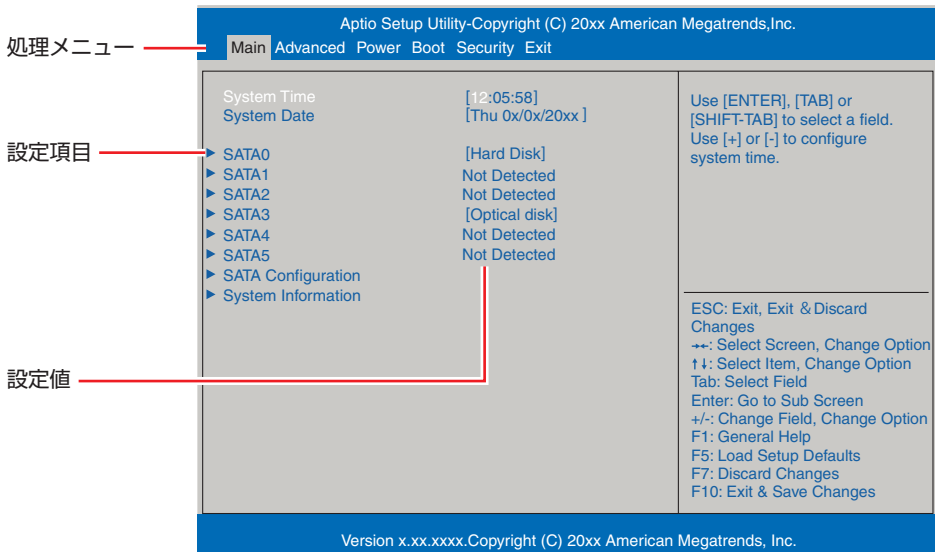 Aptio Setup Utility-Copyright (C) 20xx American Megatrends,Inc.
処理メニュー
Main Advanced Power Boot Security Exit
System Time [12:05:58]
System Date [Thu 0x/0x/20xx ]
設定項目
▶ SATA0 [Hard Disk]
▶ SATA1 Not Detected
▶ SATA2 Not Detected
▶ SATA3 [Optical disk]
▶ SATA4 Not Detected
▶ SATA5 Not Detected
▶ SATA Configuration
▶ System Information
設定値
Use [ENTER], [TAB] or
[SHIFT-TAB] to select a field.
Use [+] or [-] to configure
system time.
ESC: Exit, Exit & Discard
Changes
→←: Select Screen, Change Option
↑↓: Select Item, Change Option
Tab: Select Field
Enter: Go to Sub Screen
+/-: Change Field, Change Option
F1: General Help
F5: Load Setup Defaults
F7: Discard Changes
F10: Exit & Save Changes
Version x.xx.xxxx.Copyright (C) 20xx American Megatrends, Inc.